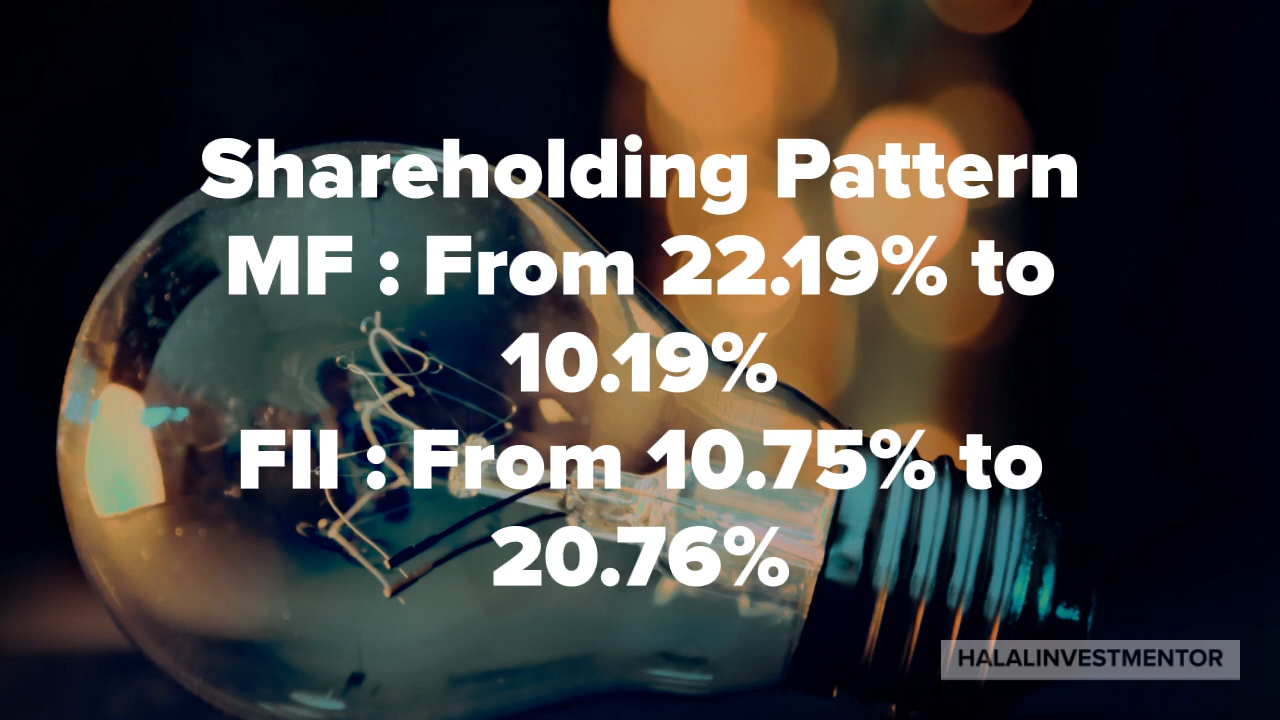 Shareholding Pattern
MF : From 22.19% to
10.19%
FII : From 10.75% to
20.76%
HALALINVESTMENTOR